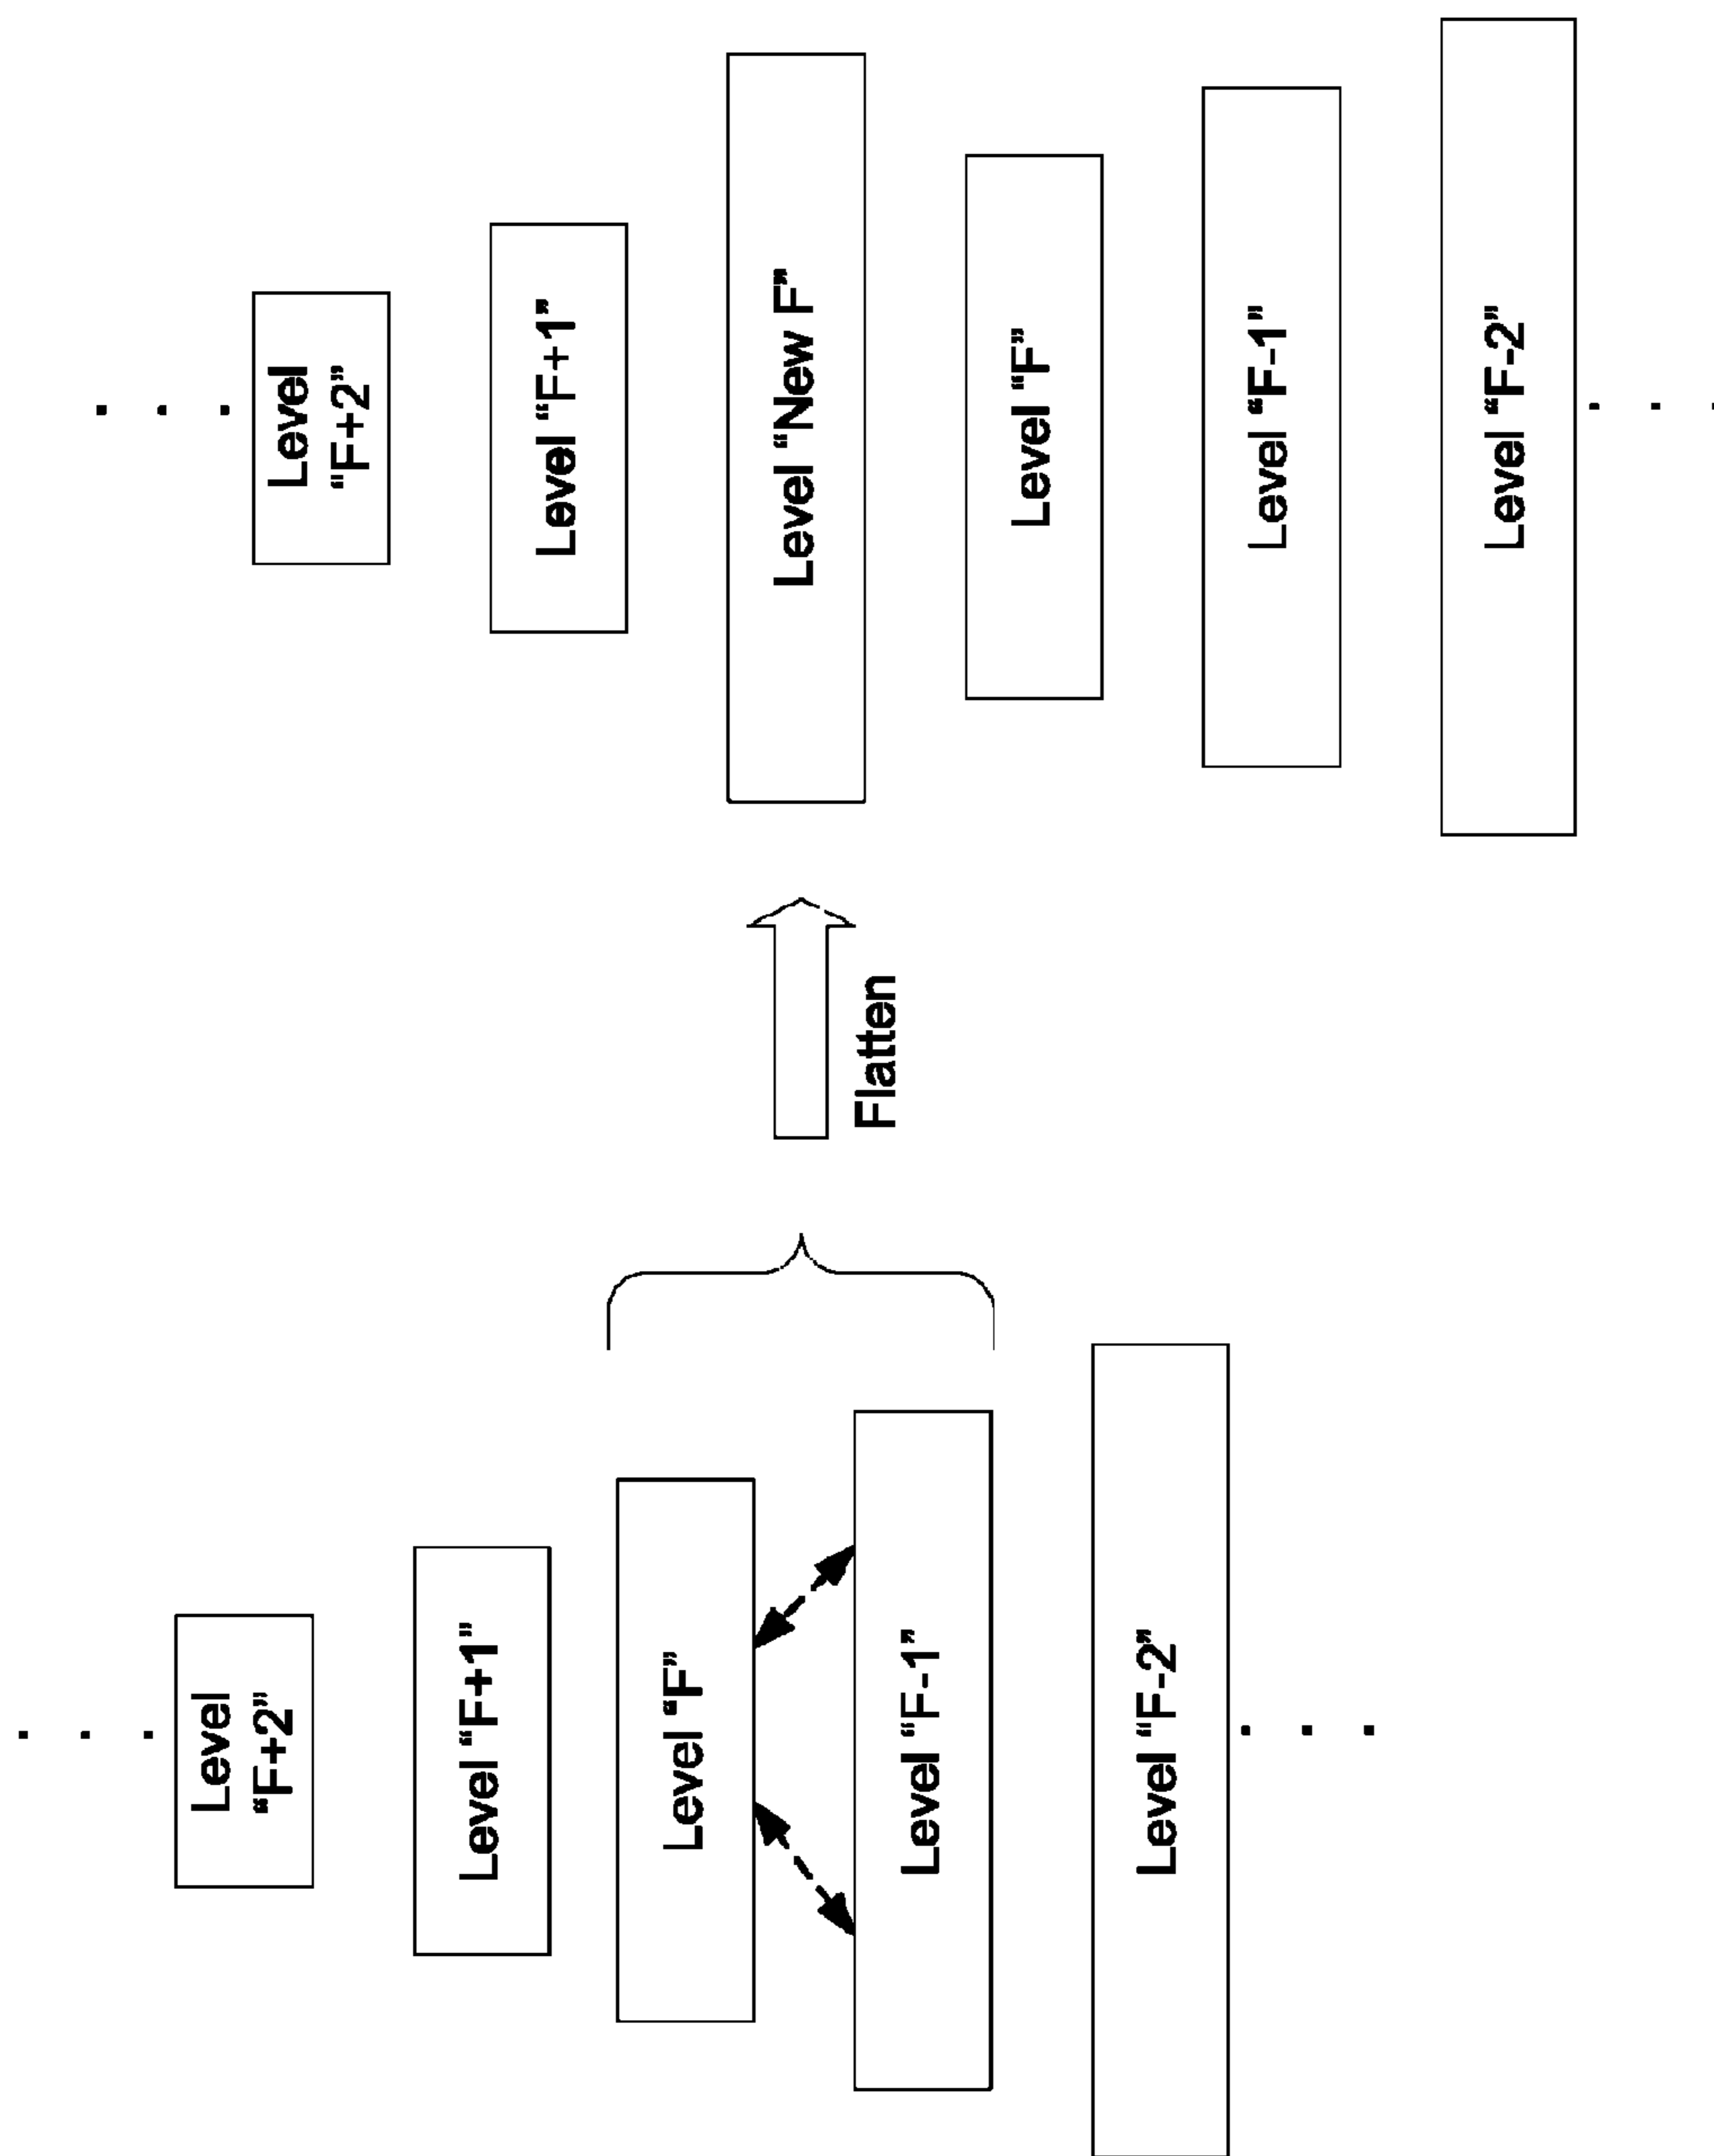 Level
“F+2”
Level “F+1”
Level “F”
Level “F-1”
Level “F-2”
Flatten
Level
“F+2”
Level “F+1”
Level “New F”
Level “F”
Level “F-1”
Level “F-2”